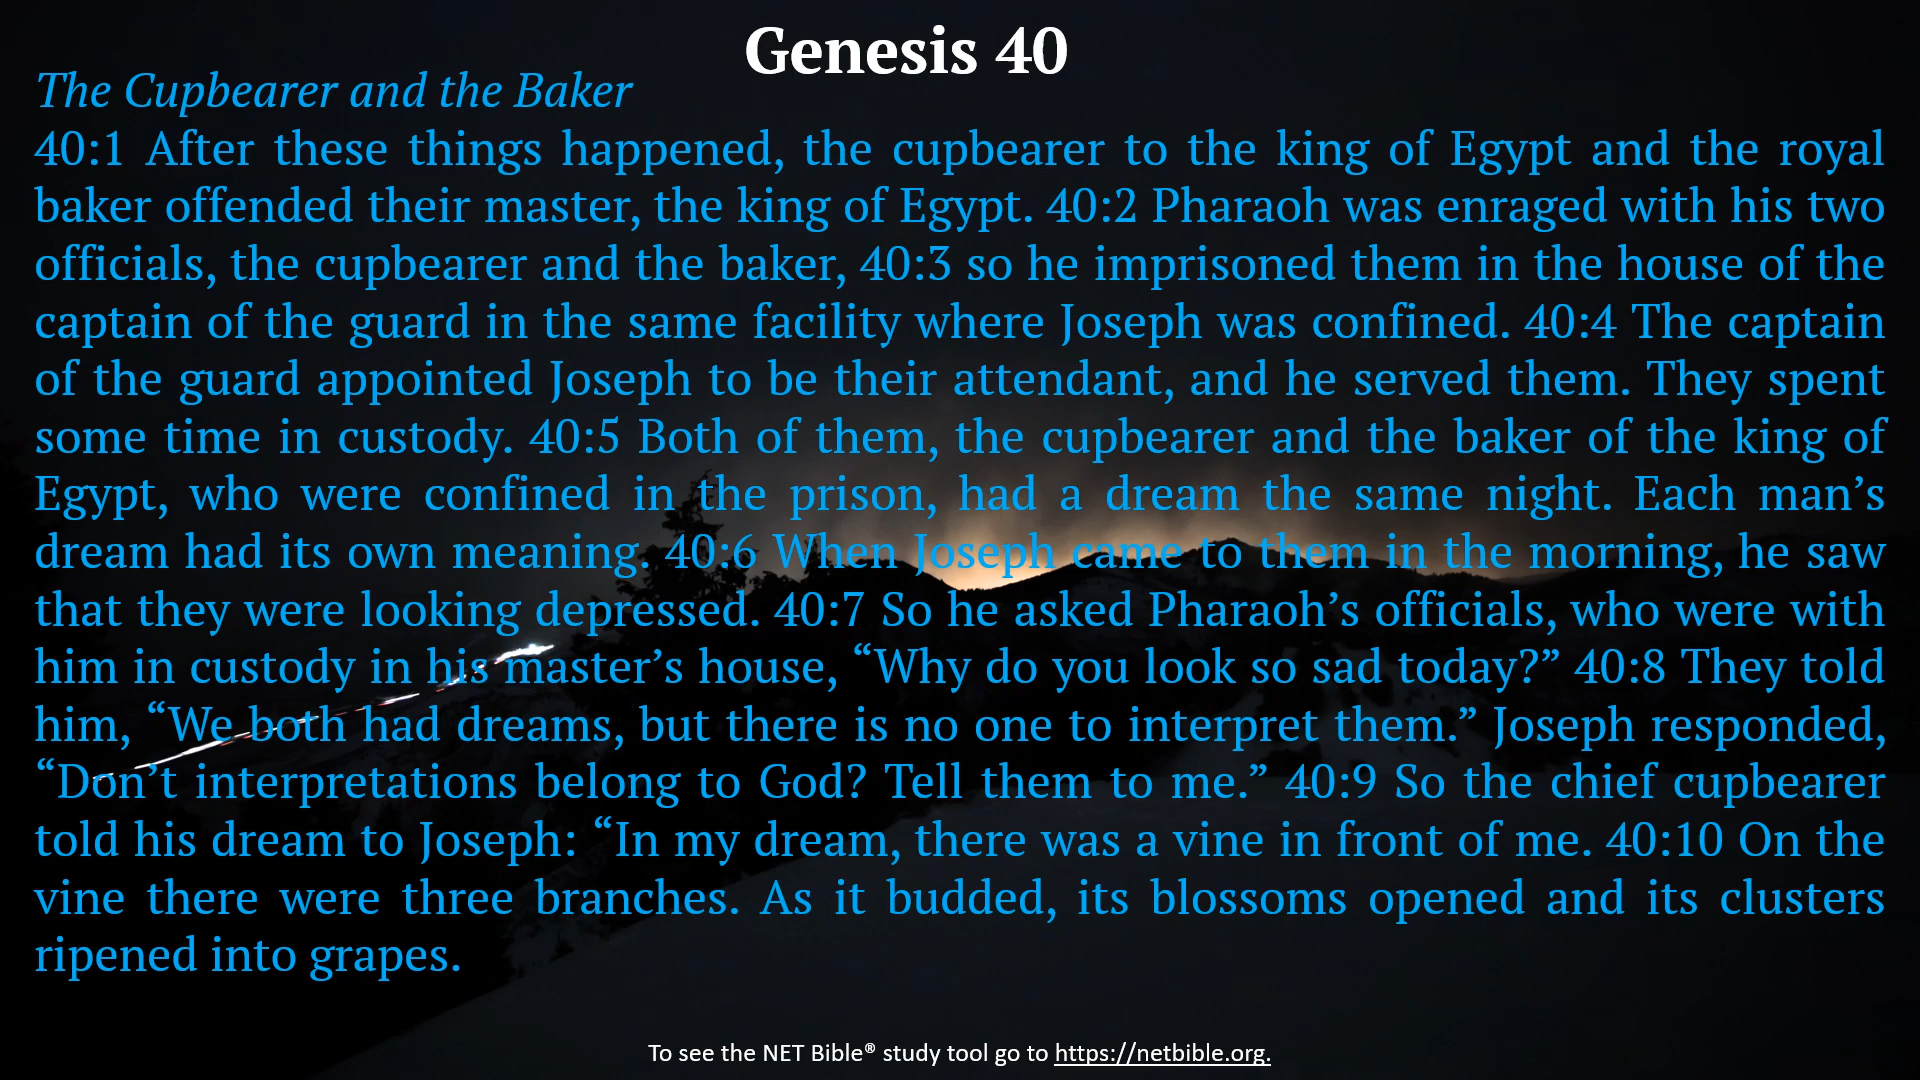 Genesis 40
The Cupbearer and the Baker
40:1 After these things happened, the cupbearer to the king of Egypt and the royal
baker offended their master, the king of Egypt. 40:2 Pharaoh was enraged with his two
officials, the cupbearer and the baker, 40:3 so he imprisoned them in the house of the
captain of the guard in the same facility where Joseph was confined. 40:4 The captain
of the guard appointed Joseph to be their attendant, and he served them. They spent
some time in custody. 40:5 Both of them, the cupbearer and the baker of the king of
Egypt, who were confined in the prison, had a dream the same night. Each man’s
dream had its own meaning. 40:6 When Joseph came to them in the morning, he saw
that they were looking depressed. 40:7 So he asked Pharaoh’s officials, who were with
him in custody in his master’s house, “Why do you look so sad today?” 40:8 They told
him, “We both had dreams, but there is no one to interpret them.” Joseph responded,
“Don’t interpretations belong to God? Tell them to me.” 40:9 So the chief cupbearer
told his dream to Joseph: “In my dream, there was a vine in front of me. 40:10 On the
vine there were three branches. As it budded, its blossoms opened and its clusters
ripened into grapes.
To see the NET Bible® study tool go to https://netbible.org.